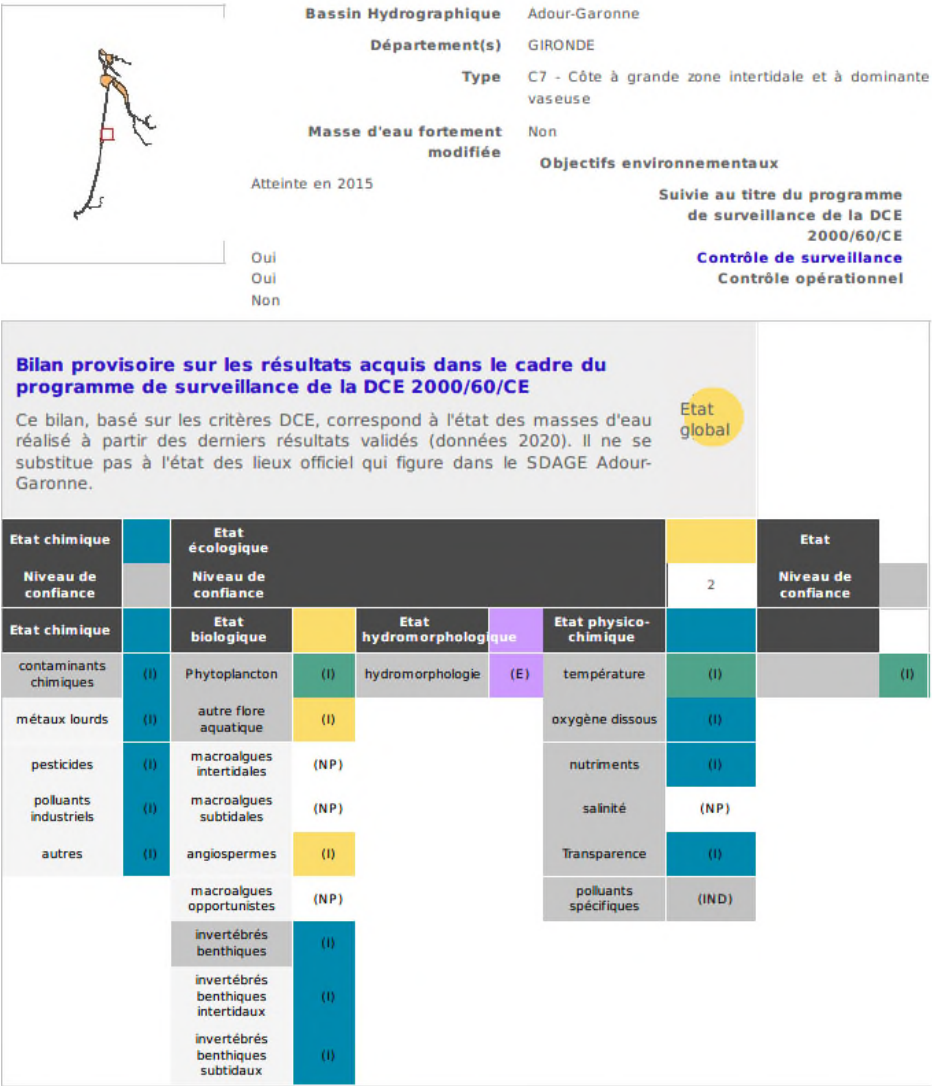 Bassin Hydrographique Adour-Garonne
Département(s) GIRONDE
Type C7 - Côte à grande zone intertidale et à dominante
vaseuse
Masse d'eau fortement Non
modifiée
Objectifs environnementaux
Atteinte en 2015
Suivie au titre du programme
de surveillance de la DCE
2000/60/CE
Oui Contrôle de surveillance
Oui Contrôle opérationnel
Non
Bilan provisoire sur les résultats acquis dans le cadre du
programme de surveillance de la DCE 2000/60/CE
Ce bilan, basé sur les critères DCE, correspond à l'état des masses d'eau
réalisé à partir des derniers résultats validés (données 2020). Il ne se
substitue pas à l'état des lieux officiel qui figure dans le SDAGE Adour-
Garonne.
Etat
global
Etat chimique Etat
écologique Etat
Niveau de
confiance Niveau de
confiance 2 Niveau de
confiance
Etat chimique Etat
biologique Etat
hydromorphologique Etat physico-
chimique
contaminants
chimiques (I) Phytoplancton (I) hydromorphologie (E) température (I) (I)
métaux lourds (I) autre flore
aquatique (I) oxygène dissous (I)
pesticides (I) macroalgues
intertidales (NP) nutriments (I)
polluants
industriels (I) macroalgues
subtidales (NP) salinité (NP)
autres (I) angiospermes (I) Transparence (I)
macroalgues
opportunistes (NP) polluants
spécifiques (IND)
invertébrés
benthiques (I)
invertébrés
benthiques
intertidaux (I)
invertébrés
benthiques
subtidaux (I)